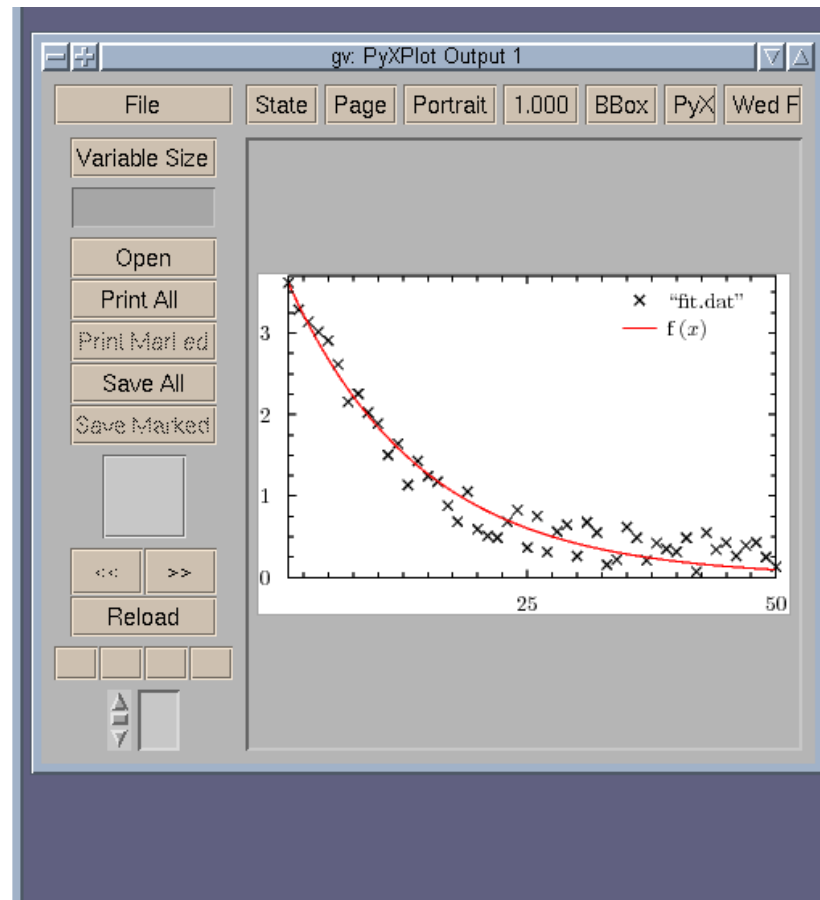 gv: PyXPlot Output 1
File State Page Portrait 1.000 BBox PyX Wed F
Variable Size
Open
Print All
Print Marked
Save All
Save Marked
<< >>
Reload
"fit.dat"
f (x)
3
2
1
0
25 50